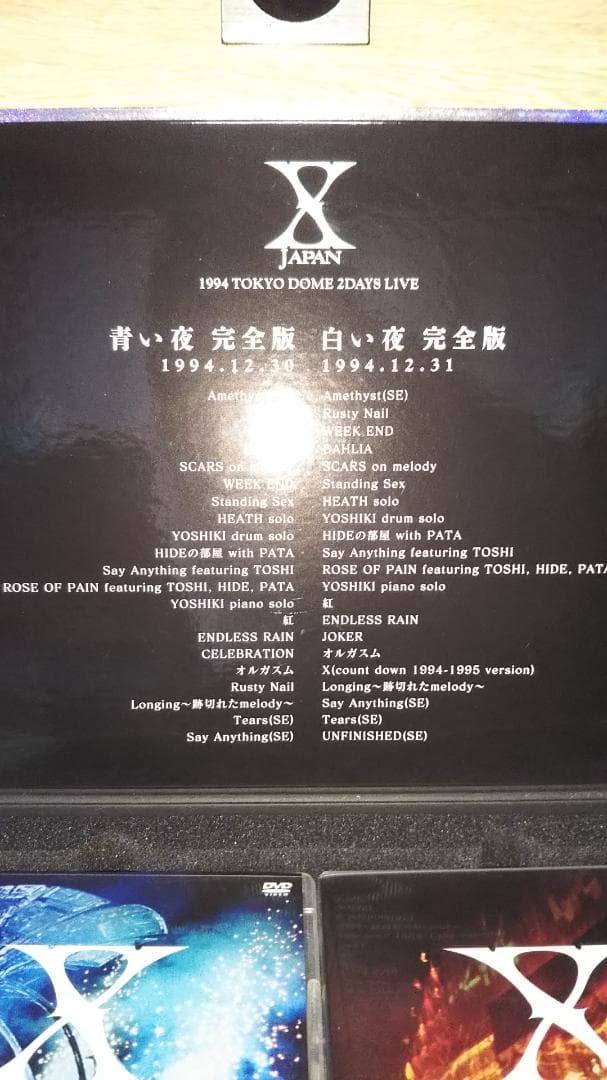 X
JAPAN
1994 TOKYO DOME 2DAYS LIVE
青い夜 完全版
1994.12.30
SCARS on melody
WEEK END
Standing Sex
HEATH solo
YOSHIKI drum solo
HIDEの部屋 with PATA
Say Anything featuring TOSHI
ROSE OF PAIN featuring TOSHI, HIDE, PATA
YOSHIKI piano solo
紅
ENDLESS RAIN
CELEBRATION
オルガスム
Rusty Nail
Longing～跡切れたmelody～
Tears(SE)
Say Anything(SE)
白い夜 完全版
1994.12.31
Amethyst(SE)
Rusty Nail
WEEK END
DAHLIA
SCARS on melody
Standing Sex
HEATH solo
YOSHIKI drum solo
HIDEの部屋 with PATA
Say Anything featuring TOSHI
ROSE OF PAIN featuring TOSHI, HIDE, PATA
YOSHIKI piano solo
紅
ENDLESS RAIN
JOKER
オルガスム
X(count down 1994-1995 version)
Longing～跡切れたmelody～
Say Anything(SE)
Tears(SE)
UNFINISHED(SE)
DVD
VIDEO
X
X